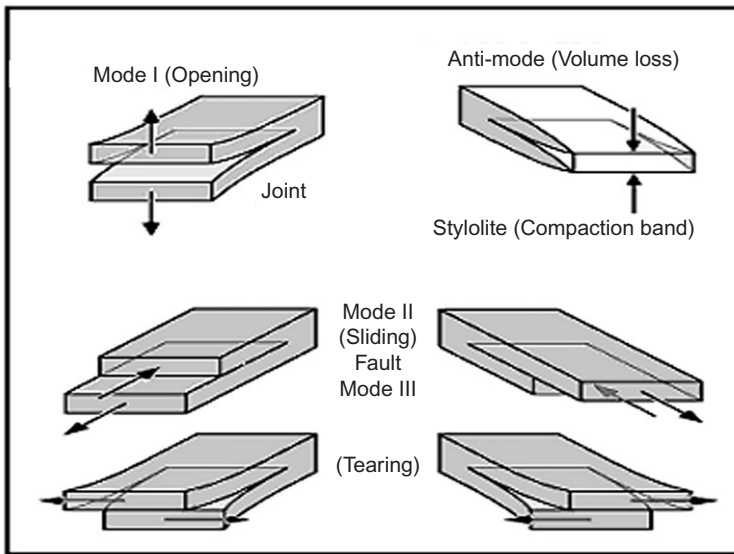 Mode I (Opening)
Anti-mode (Volume loss)
Joint
Stylolite (Compaction band)
Mode II
(Sliding)
Fault
Mode III
(Tearing)